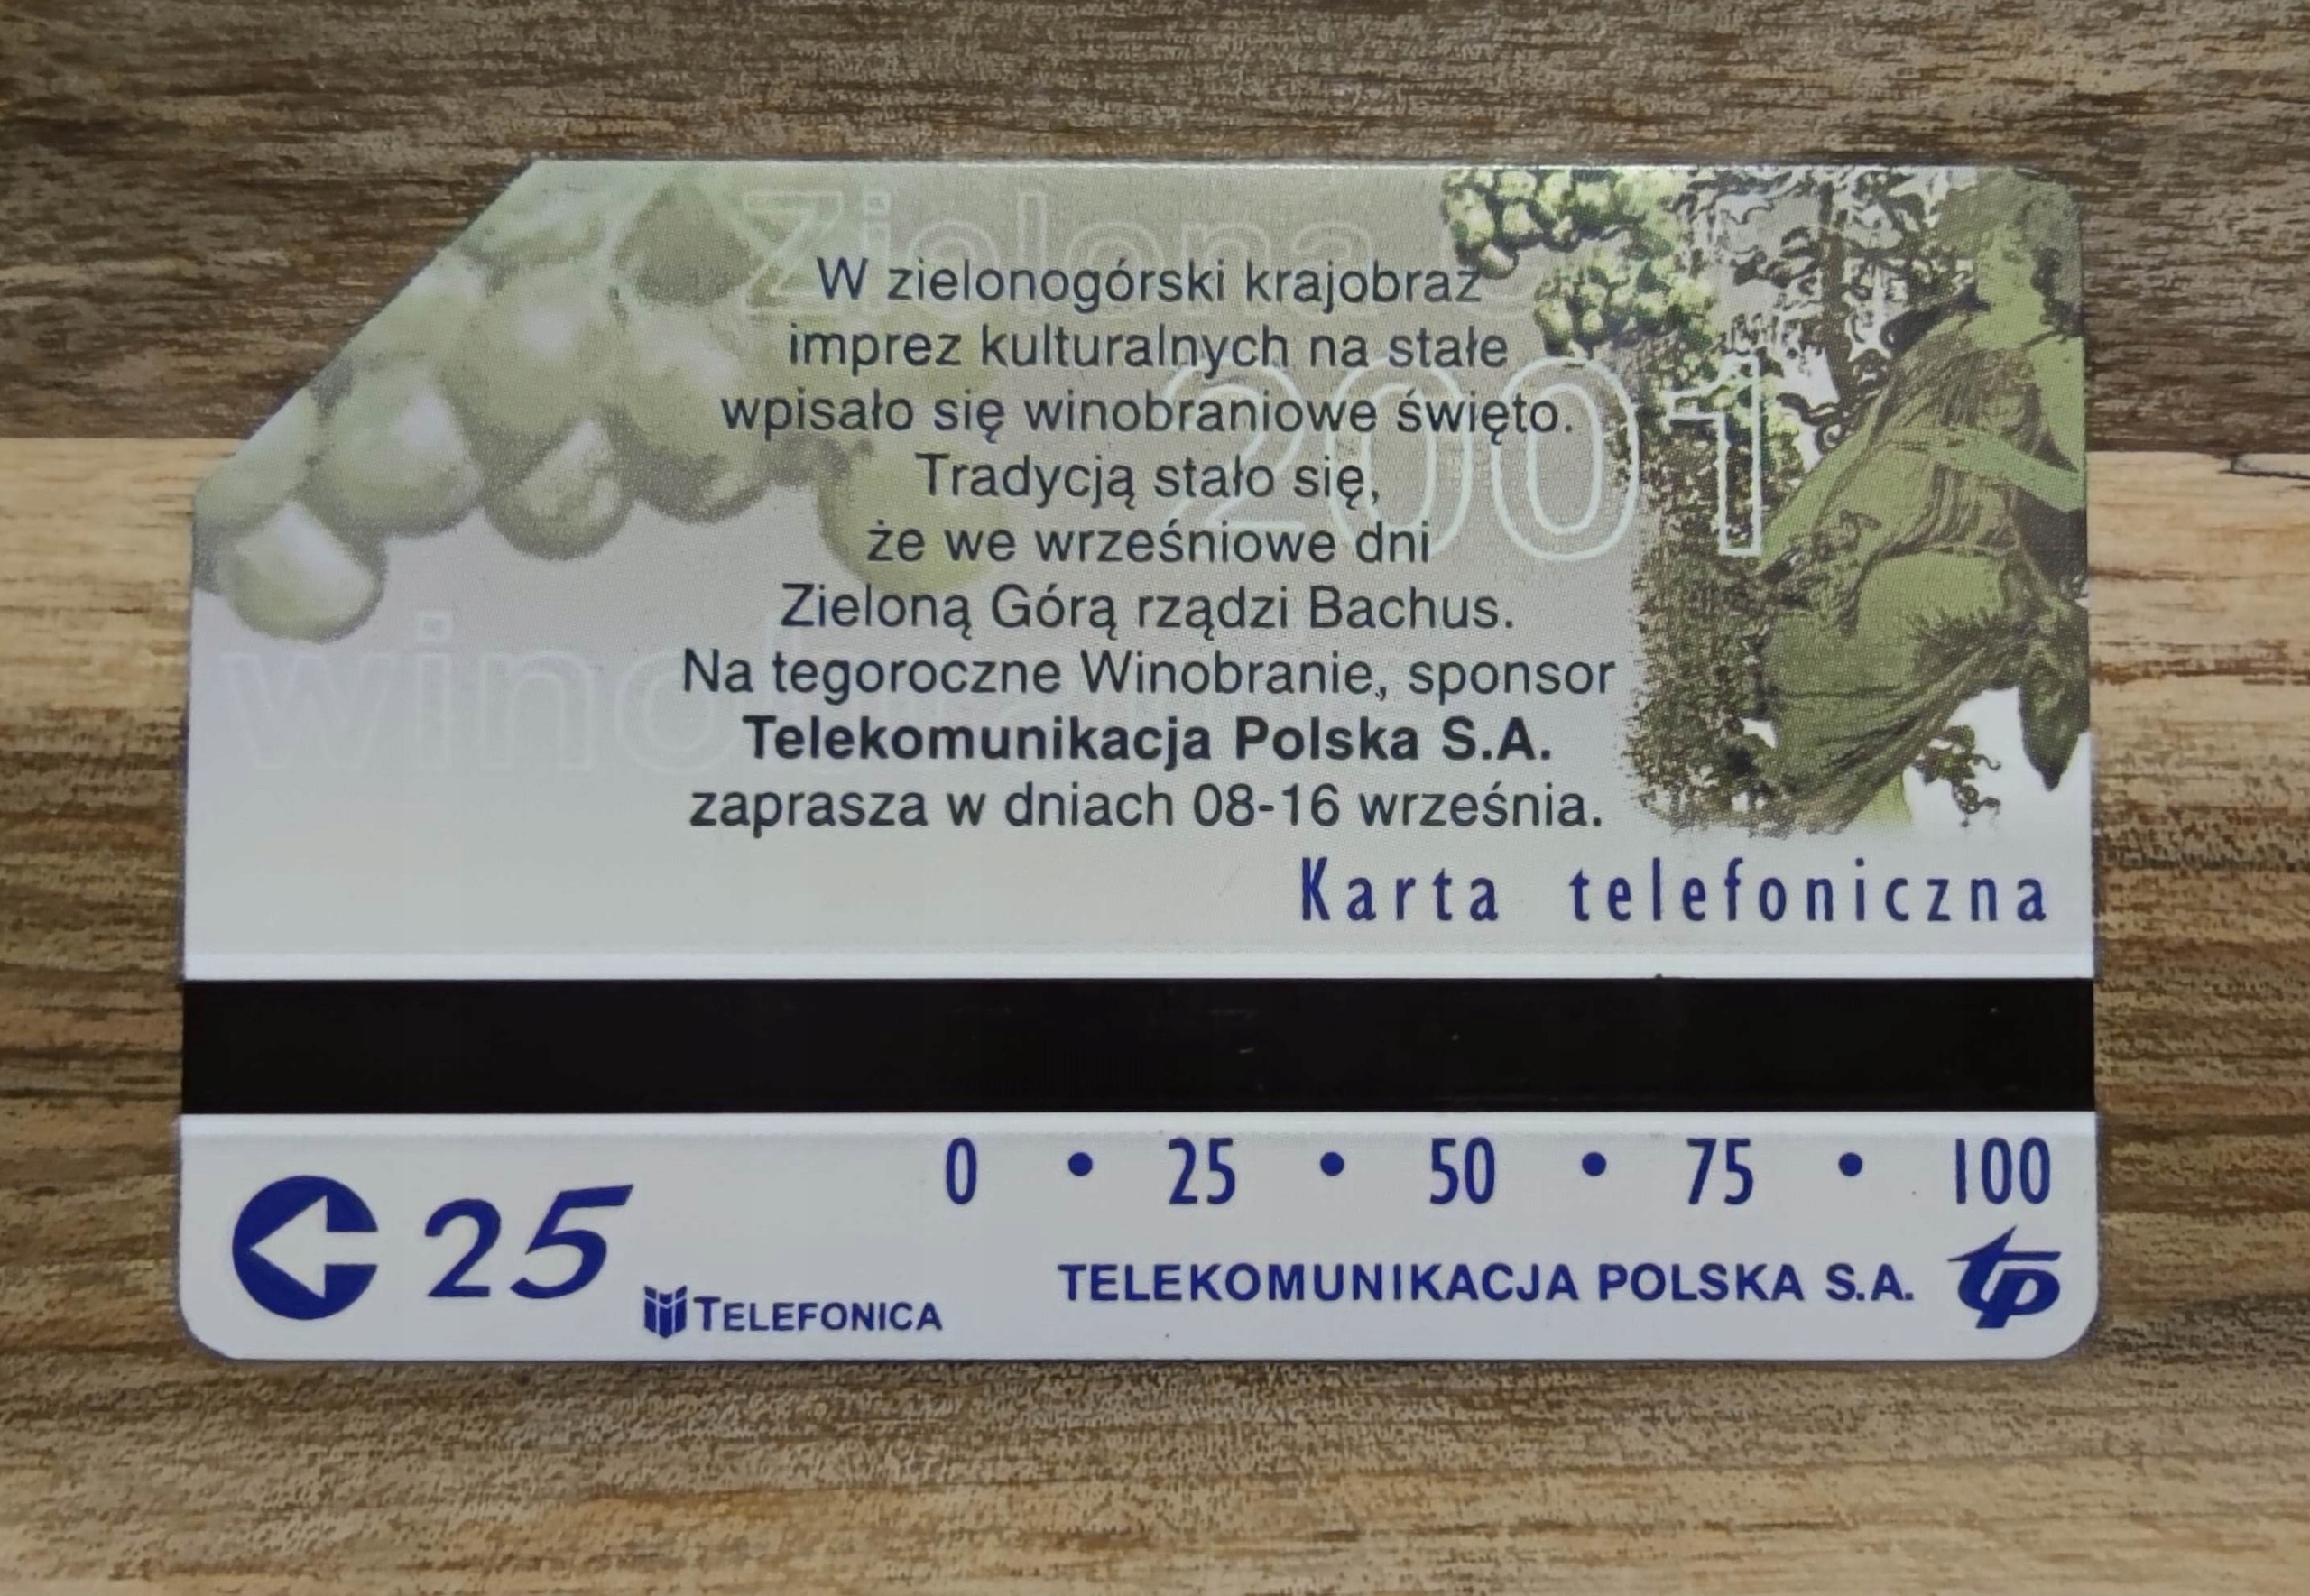 Zielona
W zielonogórski krajobraz
imprez kulturalnych na stałe
2001
wpisało się winobraniowe święto.
Tradycją stało się,
że we wrześniowe dni
Zieloną Górą rządzi Bachus.
Na tegoroczne Winobranie, sponsor
Telekomunikacja Polska S.A.
zaprasza w dniach 08-16 września.
Karta telefoniczna
0 • 25 • 50 • 75 • 100
25
TELEFONICA
TELEKOMUNIKACJA POLSKA S.A. tp